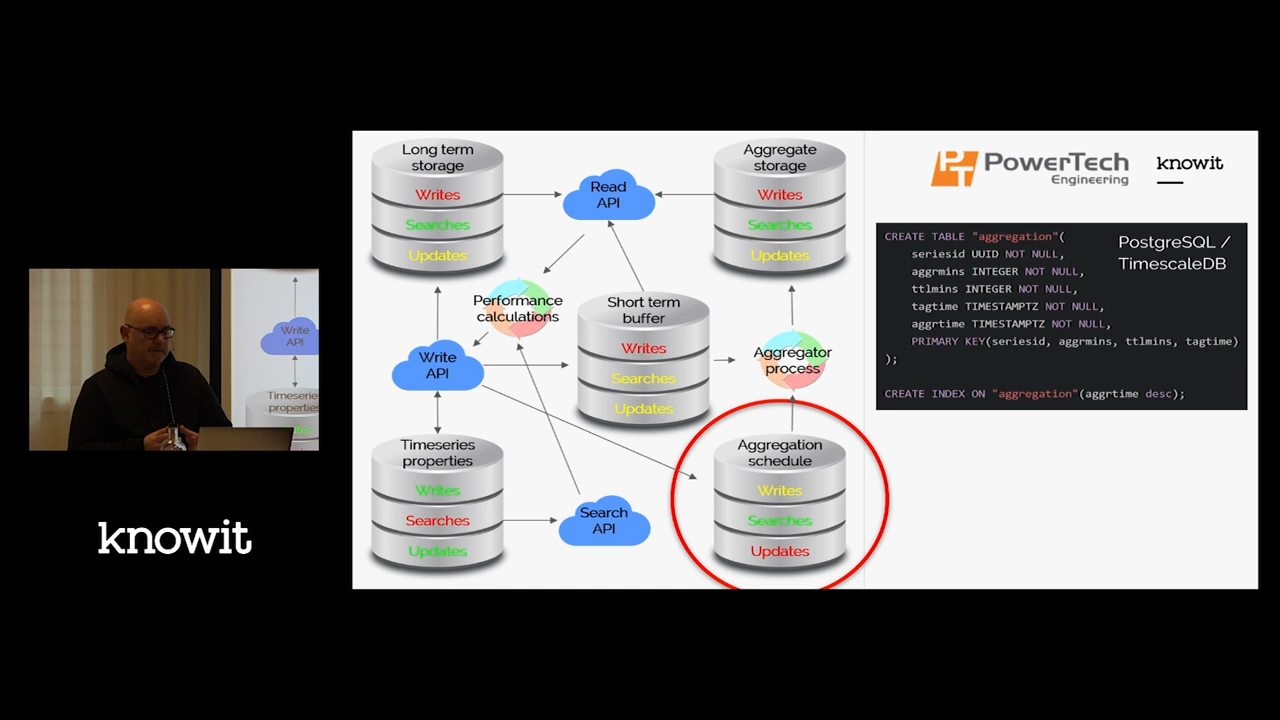 Long term
storage
Writes
Searches
Updates
Read
API
Aggregate
storage
Writes
Searches
Updates
Performance
calculations
Short term
buffer
Writes
Searches
Updates
Write
API
Aggregator
process
Timeseries
properties
Writes
Searches
Updates
Search
API
Aggregation
schedule
Writes
Searches
Updates
PT PowerTech
Engineering
knowit
PostgreSQL /
TimescaleDB
CREATE TABLE "aggregation"(
seriesid UUID NOT NULL,
aggrmins INTEGER NOT NULL,
ttlmins INTEGER NOT NULL,
tagtime TIMESTAMPTZ NOT NULL,
aggrtime TIMESTAMPTZ NOT NULL,
PRIMARY KEY(seriesid, aggrmins, ttlmins, tagtime)
);
CREATE INDEX ON "aggregation"(aggrtime desc);
Write
API
Timeseries
properties
knowit